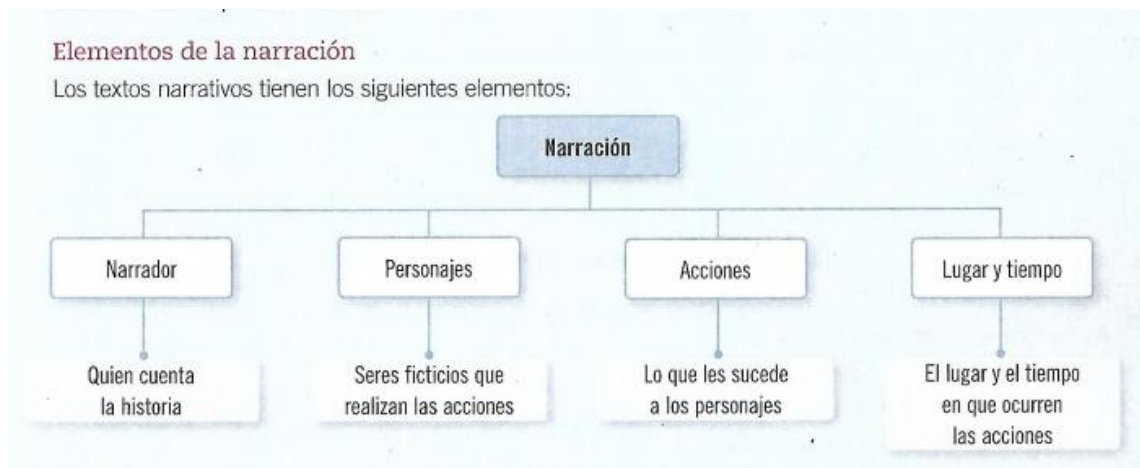 Elementos de la narración
Los textos narrativos tienen los siguientes elementos:
Narración
Narrador
Personajes
Acciones
Lugar y tiempo
Quien cuenta
la historia
Seres ficticios que
realizan las acciones
Lo que les sucede
a los personajes
El lugar y el tiempo
en que ocurren
las acciones